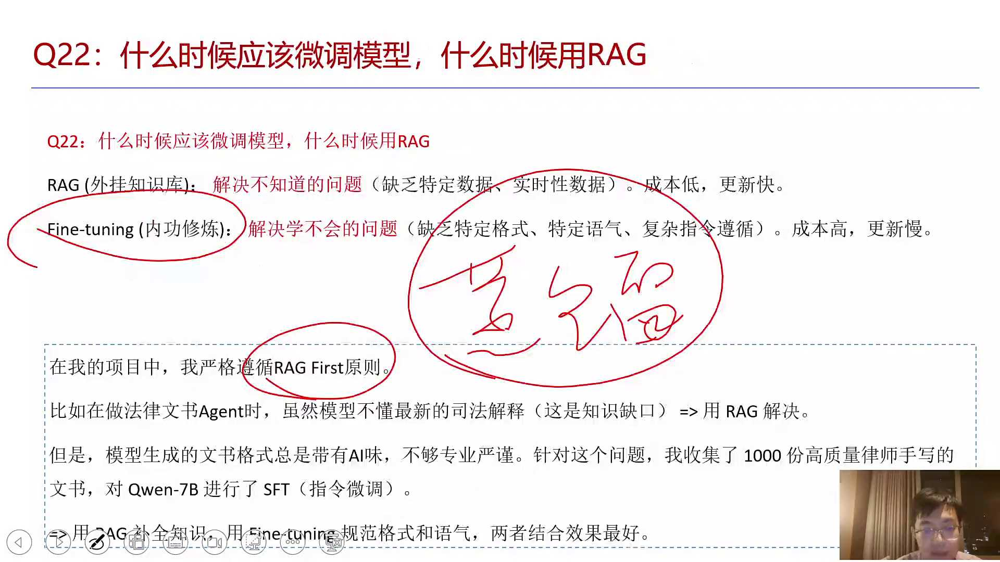 Q22：什么时候应该微调模型，什么时候用RAG
Q22：什么时候应该微调模型，什么时候用RAG
RAG (外挂知识库)： 解决不知道的问题（缺乏特定数据、实时性数据）。成本低，更新快。
Fine-tuning (内功修炼)： 解决学不会的问题（缺乏特定格式、特定语气、复杂指令遵循）。成本高，更新慢。
在我的项目中，我严格遵循RAG First原则。
比如在做法律文书Agent时，虽然模型不懂最新的司法解释（这是知识缺口） => 用 RAG 解决。
但是，模型生成的文书格式总是带有AI味，不够专业严谨。针对这个问题，我收集了 1000 份高质量律师手写的
文书，对 Qwen-7B 进行了 SFT（指令微调）。
=> 用 RAG 补全知识，用 Fine-tuning 规范格式和语气，两者结合效果最好。